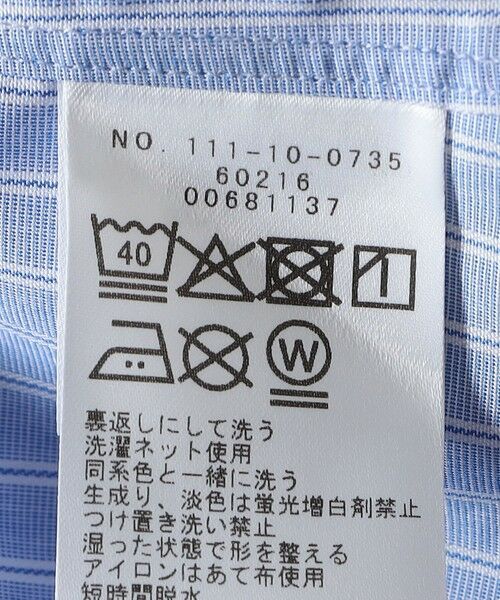 NO. 111-10-0735
60216
00681137
40
W
裏返しにして洗う
洗濯ネット使用
同系色と一緒に洗う
生成り、淡色は蛍光増白剤禁止
つけ置き洗い禁止
湿った状態で形を整える
アイロンはあて布使用
短時間脱水